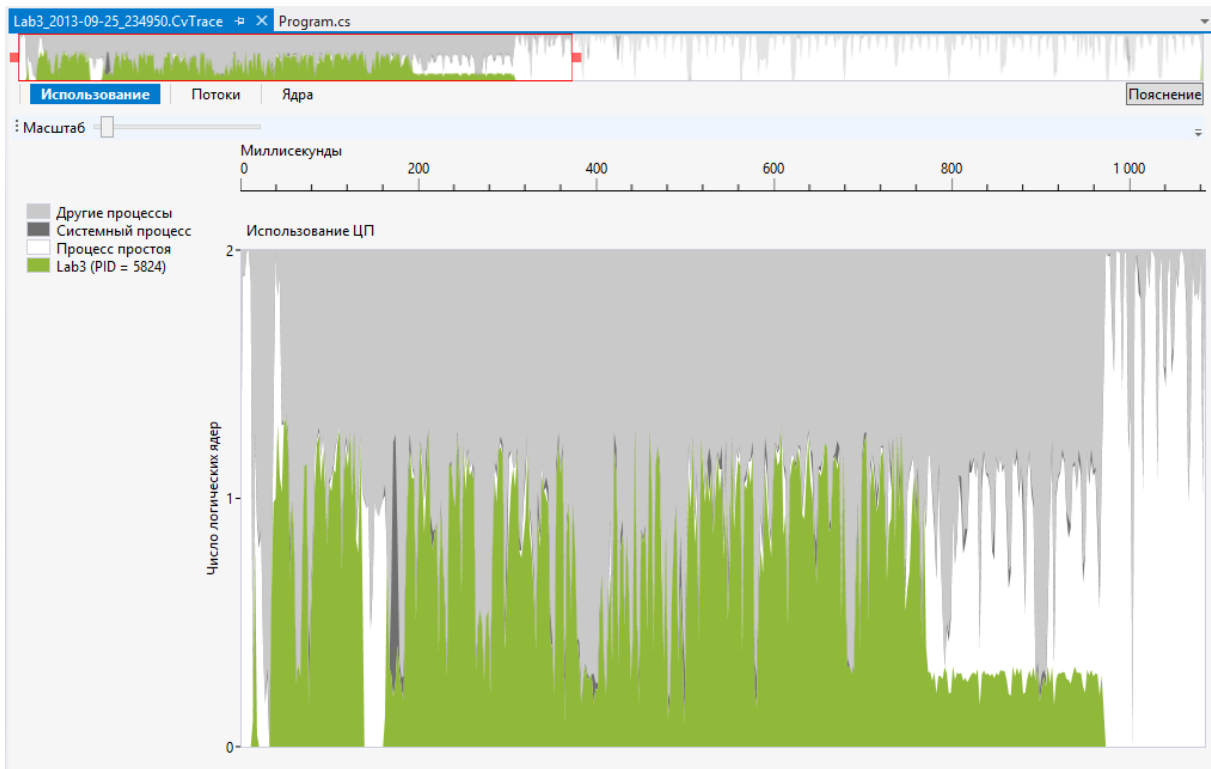 Lab3_2013-09-25_234950.CvTrace Program.cs
Использование Потоки Ядра Пояснение
Масштаб
Миллисекунды
0 200 400 600 800 1 000
Другие процессы
Системный процесс
Процесс простоя
Lab3 (PID = 5824)
Использование ЦП
2
1
0
Число логических ядер